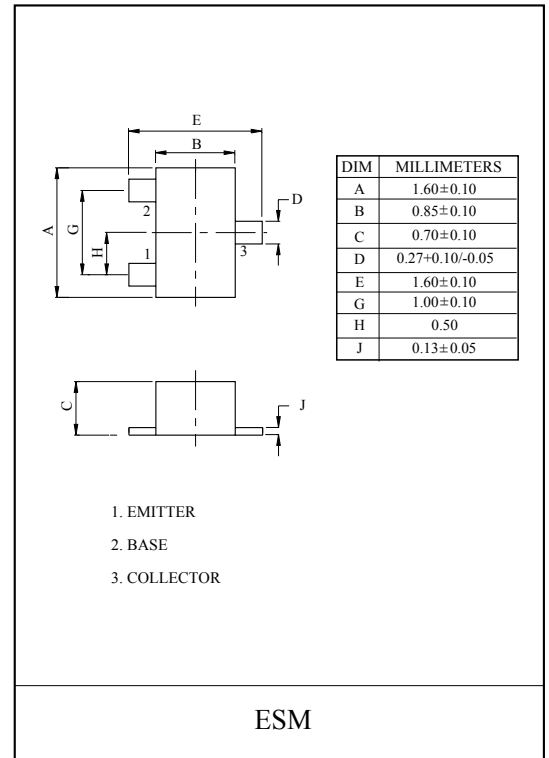 E
B
DIM MILLIMETERS
A 1.60±0.10
B 0.85±0.10
C 0.70±0.10
D 0.27+0.10/-0.05
E 1.60±0.10
G 1.00±0.10
H 0.50
J 0.13±0.05
A
G
H
2
1
3
D
C
J
1. EMITTER
2. BASE
3. COLLECTOR
ESM